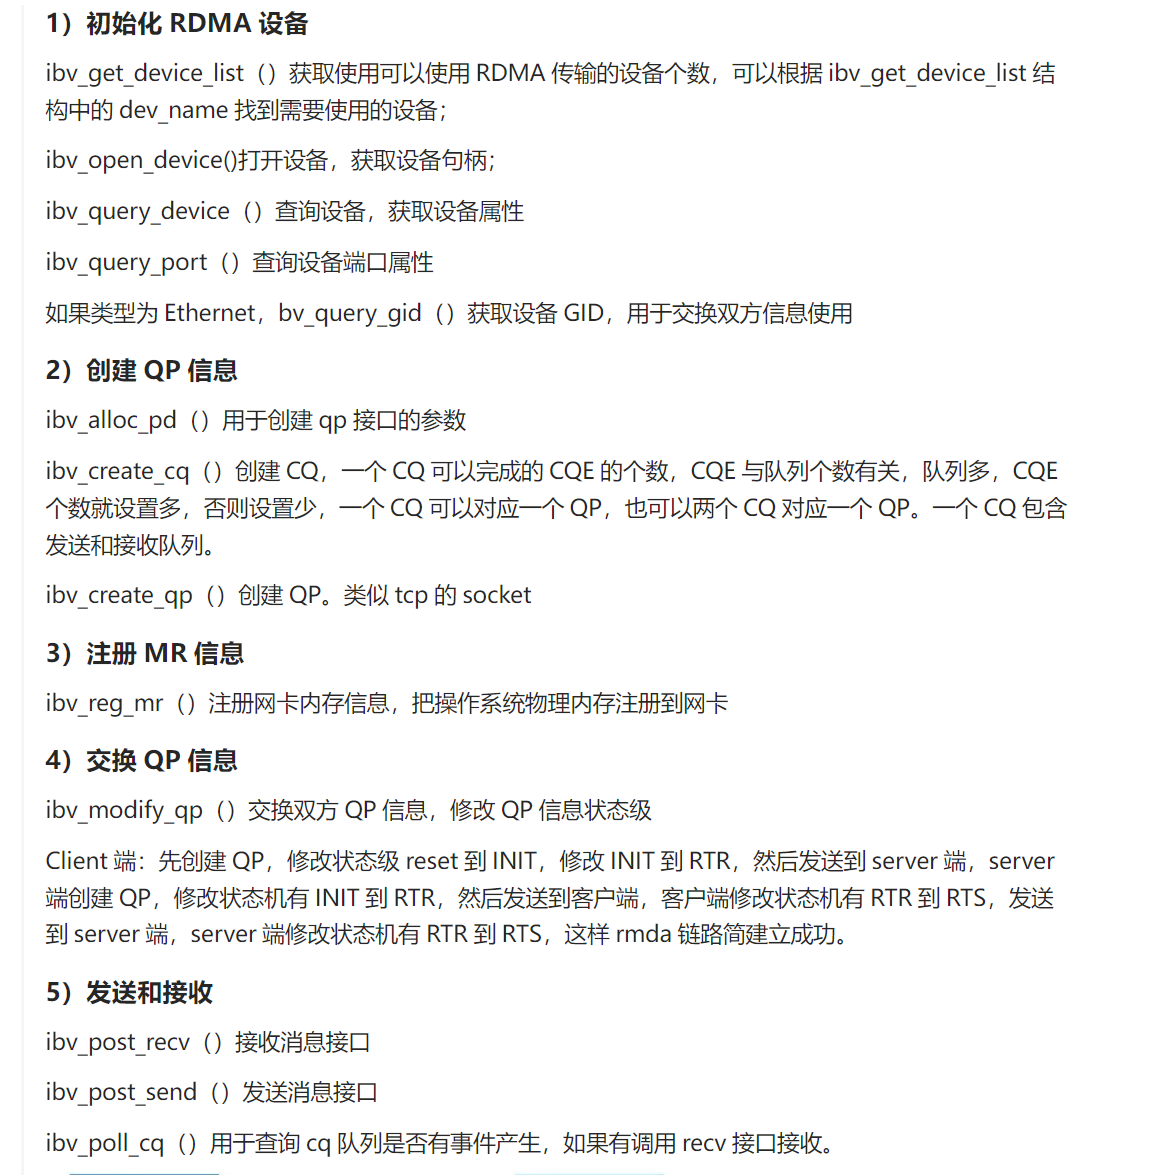 1）初始化 RDMA 设备
ibv_get_device_list（）获取使用可以使用 RDMA 传输的设备个数，可以根据 ibv_get_device_list 结
构中的 dev_name 找到需要使用的设备；
ibv_open_device()打开设备，获取设备句柄；
ibv_query_device（）查询设备，获取设备属性
ibv_query_port（）查询设备端口属性
如果类型为 Ethernet，bv_query_gid（）获取设备 GID，用于交换双方信息使用
2）创建 QP 信息
ibv_alloc_pd（）用于创建 qp 接口的参数
ibv_create_cq（）创建 CQ，一个 CQ 可以完成的 CQE 的个数，CQE 与队列个数有关，队列多，CQE
个数就设置多，否则设置少，一个 CQ 可以对应一个 QP，也可以两个 CQ 对应一个 QP。一个 CQ 包含
发送和接收队列。
ibv_create_qp（）创建 QP。类似 tcp 的 socket
3）注册 MR 信息
ibv_reg_mr（）注册网卡内存信息，把操作系统物理内存注册到网卡
4）交换 QP 信息
ibv_modify_qp（）交换双方 QP 信息，修改 QP 信息状态级
Client 端：先创建 QP，修改状态级 reset 到 INIT，修改 INIT 到 RTR，然后发送到 server 端，server
端创建 QP，修改状态机有 INIT 到 RTR，然后发送到客户端，客户端修改状态机有 RTR 到 RTS，发送
到 server 端，server 端修改状态机有 RTR 到 RTS，这样 rmda 链路简建立成功。
5）发送和接收
ibv_post_recv（）接收消息接口
ibv_post_send（）发送消息接口
ibv_poll_cq（）用于查询 cq 队列是否有事件产生，如果有调用 recv 接口接收。